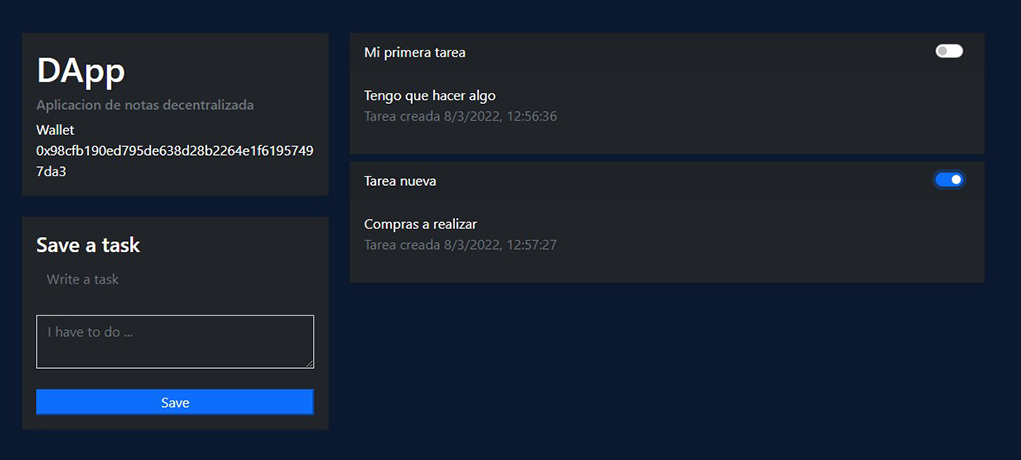 DApp
Aplicacion de notas decentralizada
Wallet
0x98cfb190ed795de638d28b2264e1f6195749
7da3
Save a task
Write a task
I have to do ...
Save
Mi primera tarea
Tengo que hacer algo
Tarea creada 8/3/2022, 12:56:36
Tarea nueva
Compras a realizar
Tarea creada 8/3/2022, 12:57:27